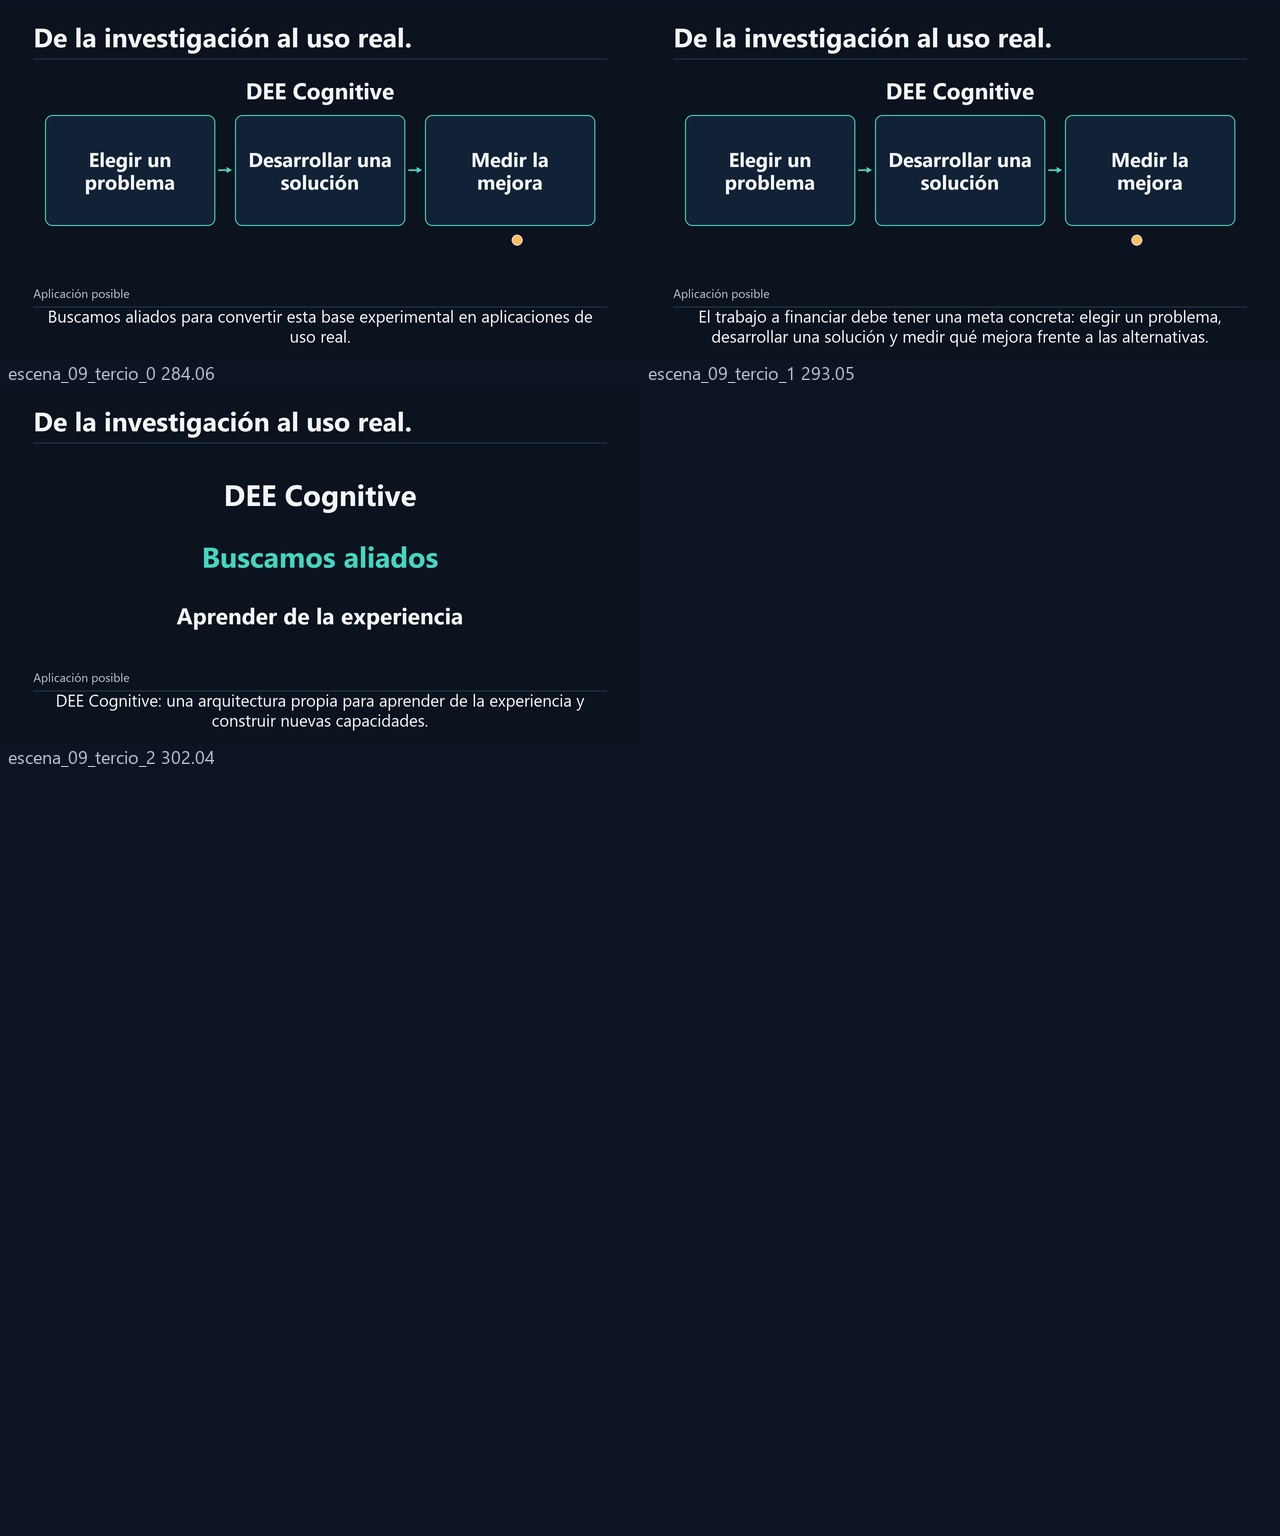 De la investigación al uso real.
DEE Cognitive
Elegir un
problema
Desarrollar una
solución
Medir la
mejora
Aplicación posible
Buscamos aliados para convertir esta base experimental en aplicaciones de
uso real.
escena_09_tercio_0 284.06
De la investigación al uso real.
DEE Cognitive
Elegir un
problema
Desarrollar una
solución
Medir la
mejora
Aplicación posible
El trabajo a financiar debe tener una meta concreta: elegir un problema,
desarrollar una solución y medir qué mejora frente a las alternativas.
escena_09_tercio_1 293.05
De la investigación al uso real.
DEE Cognitive
Buscamos aliados
Aprender de la experiencia
Aplicación posible
DEE Cognitive: una arquitectura propia para aprender de la experiencia y
construir nuevas capacidades.
escena_09_tercio_2 302.04